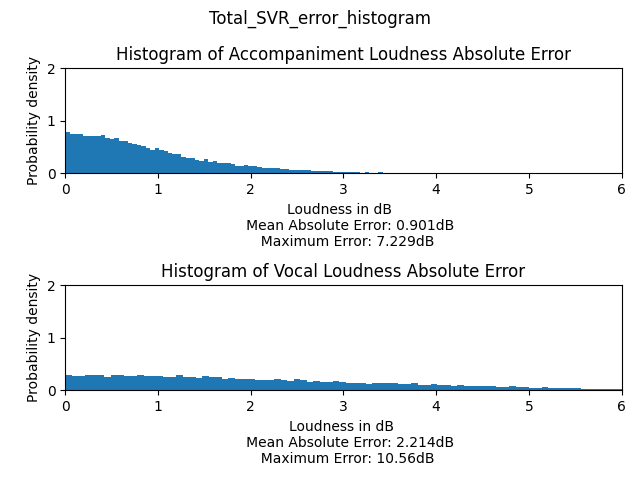 Total_SVR_error_histogram
Histogram of Accompaniment Loudness Absolute Error
Probability density
2
1
0
0 1 2 3 4 5 6
Loudness in dB
Mean Absolute Error: 0.901dB
Maximum Error: 7.229dB
Histogram of Vocal Loudness Absolute Error
Probability density
2
1
0
0 1 2 3 4 5 6
Loudness in dB
Mean Absolute Error: 2.214dB
Maximum Error: 10.56dB